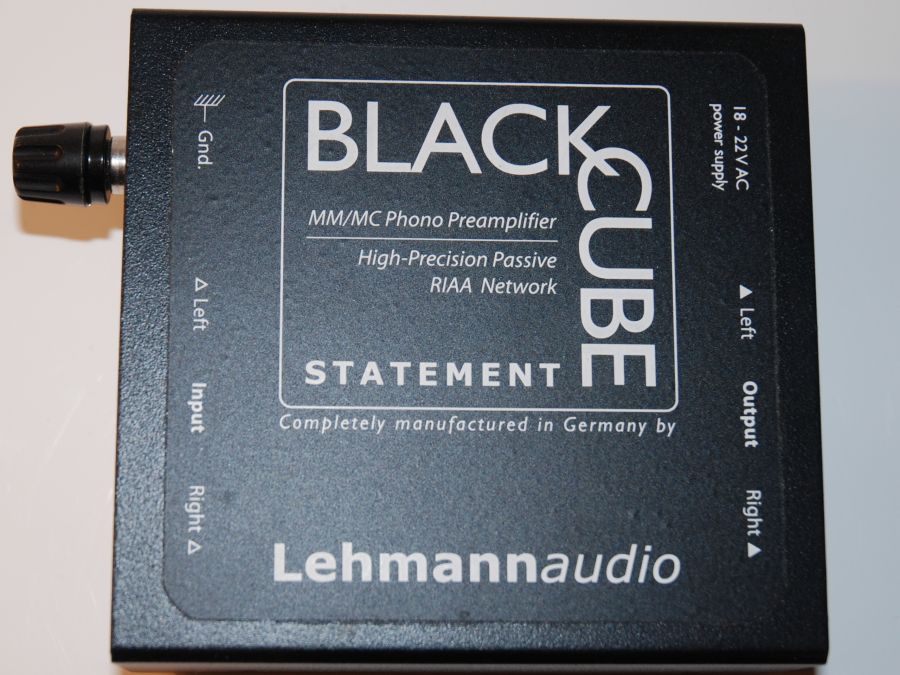 BLACK
CUBE
MM/MC Phono Preamplifier
High-Precision Passive
RIAA Network
STATEMENT
Completely manufactured in Germany by
Lehmannaudio
Gnd.
△ Left
Input
Right △
18 - 22V AC
power supply
▲ Left
Output
Right ▲